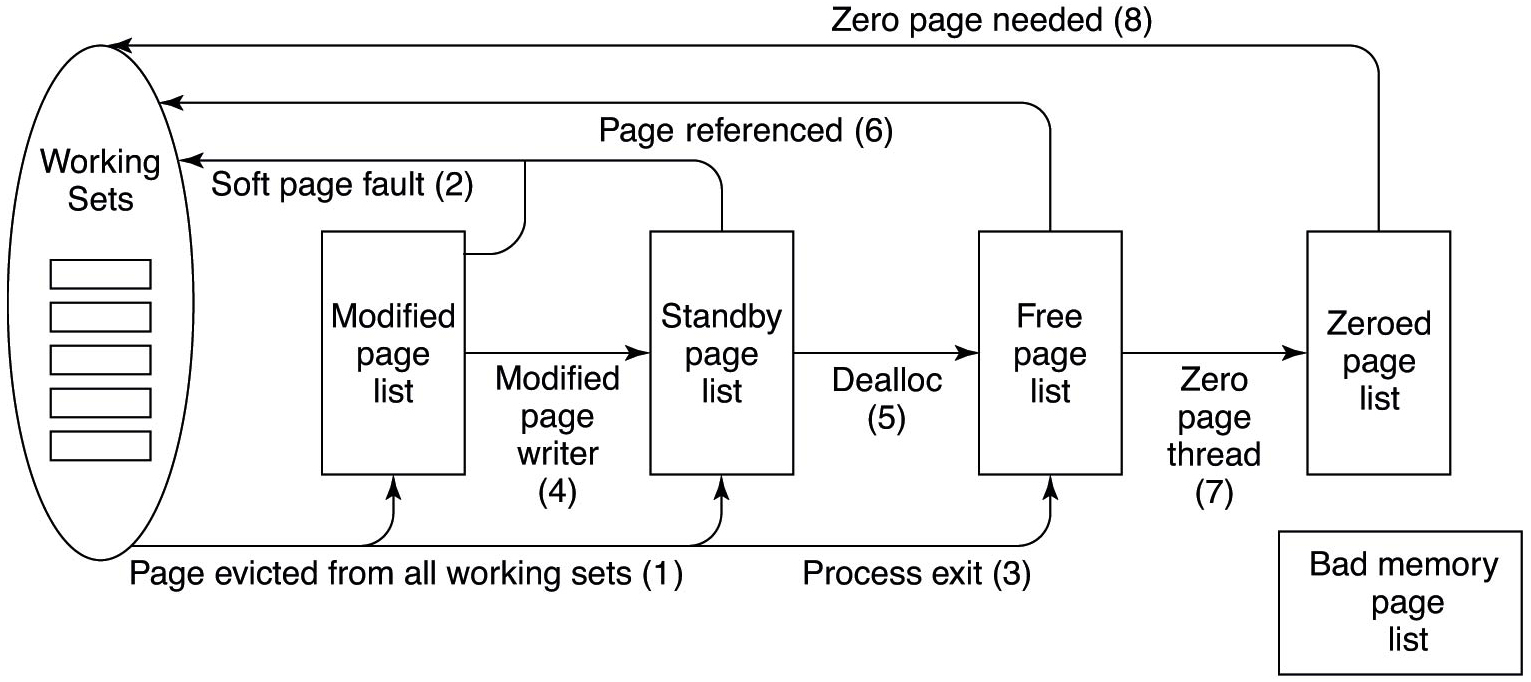 Zero page needed (8)
Page referenced (6)
Working
Sets
Soft page fault (2)
Modified
page
list
Standby
page
list
Free
page
list
Zeroed
page
list
Modified
page
writer
(4)
Dealloc
(5)
Zero
page
thread
(7)
Page evicted from all working sets (1)
Process exit (3)
Bad memory
page
list